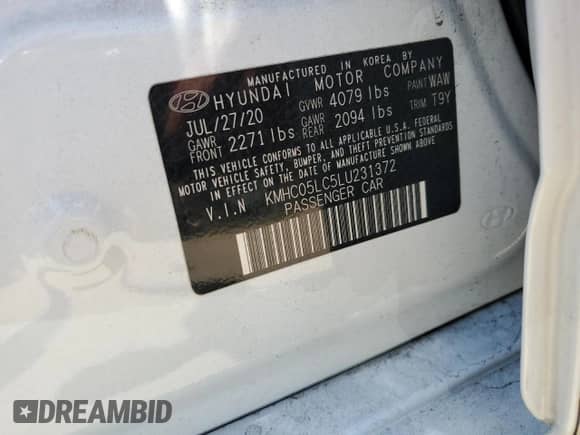 MANUFACTURED IN KOREA BY
HYUNDAI MOTOR COMPANY
JUL/27/20 GVWR 4079 lbs PAINT WAW
GAWR FRONT 2271 lbs GAWR REAR 2094 lbs TRIM T9Y
THIS VEHICLE CONFORMS TO ALL APPLICABLE U.S.A. FEDERAL
MOTOR VEHICLE SAFETY, BUMPER, AND THEFT PREVENTION
STANDARDS IN EFFECT ON THE DATE OF MANUFACTURE SHOWN ABOVE.
V.I.N KMHC05LC5LU231372
PASSENGER CAR
DREAMBID